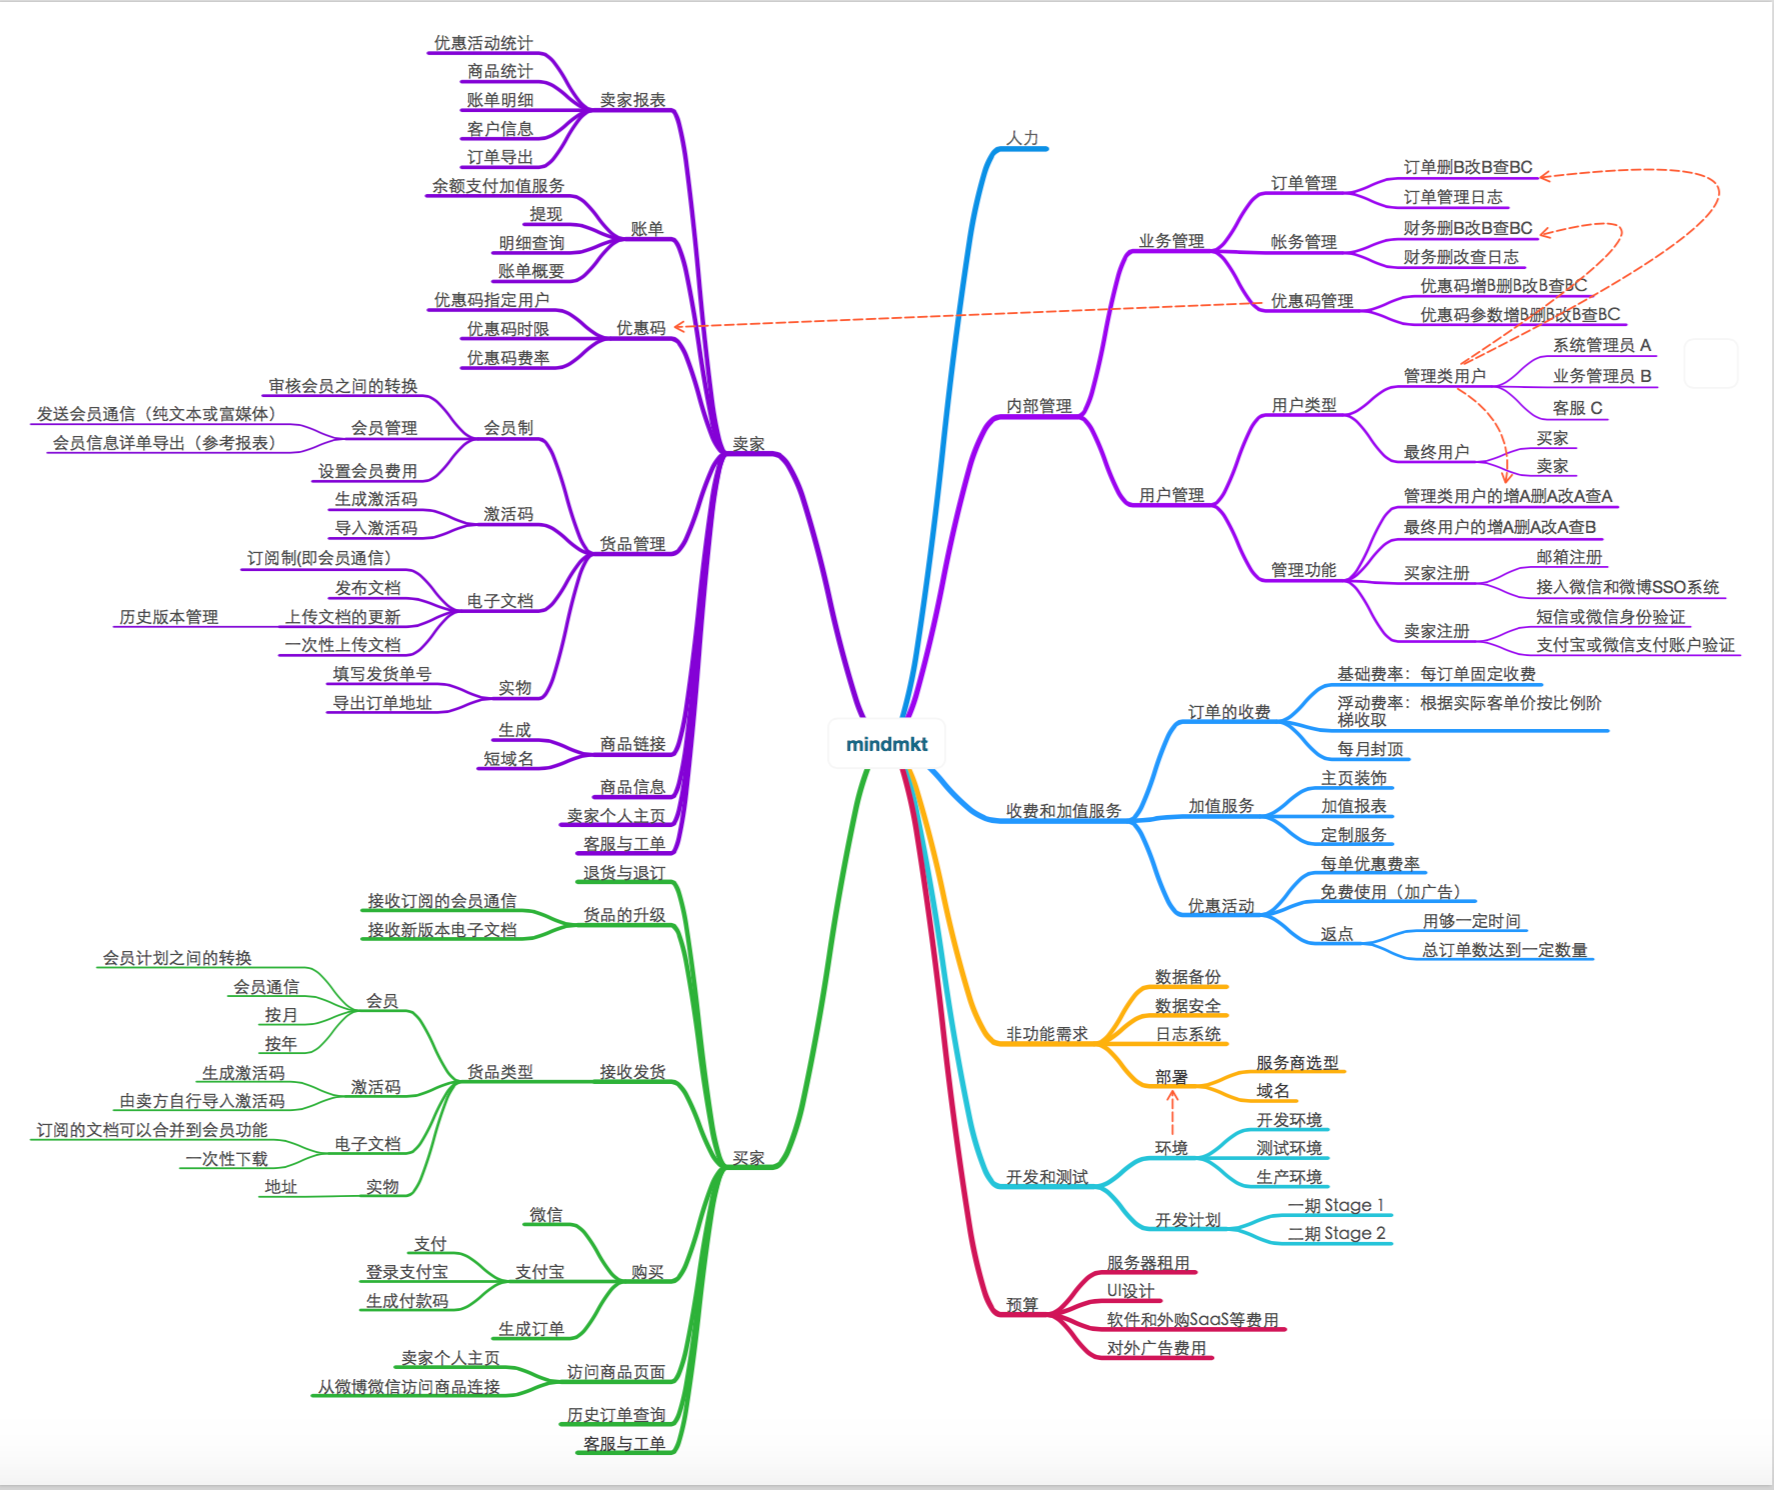 mindmkt
人力
内部管理
业务管理
订单管理
订单删B改B查BC
订单管理日志
帐务管理
财务删B改B查BC
财务删改查日志
优惠码管理
优惠码增B删B改B查BC
优惠码参数增B删B改B查BC
用户管理
用户类型
管理类用户
系统管理员 A
业务管理员 B
客服 C
最终用户
买家
卖家
管理功能
管理类用户的增A删A改A查A
最终用户的增A删A改A查B
买家注册
邮箱注册
接入微信和微博SSO系统
卖家注册
短信或微信身份验证
支付宝或微信支付账户验证
收费和加值服务
订单的收费
基础费率：每订单固定收费
浮动费率：根据实际客单价按比例阶
梯收取
每月封顶
加值服务
主页装饰
加值报表
定制服务
优惠活动
每单优惠费率
免费使用（加广告）
返点
用够一定时间
总订单数达到一定数量
非功能需求
数据备份
数据安全
日志系统
部署
服务商选型
域名
开发和测试
环境
开发环境
测试环境
生产环境
开发计划
一期 Stage 1
二期 Stage 2
预算
服务器租用
UI设计
软件和外购SaaS等费用
对外广告费用
卖家
卖家报表
优惠活动统计
商品统计
账单明细
客户信息
订单导出
账单
余额支付加值服务
提现
明细查询
账单概要
优惠码
优惠码指定用户
优惠码时限
优惠码费率
货品管理
会员制
审核会员之间的转换
会员管理
发送会员通信（纯文本或富媒体）
会员信息详单导出（参考报表）
设置会员费用
激活码
生成激活码
导入激活码
电子文档
订阅制(即会员通信）
发布文档
上传文档的更新
历史版本管理
一次性上传文档
实物
填写发货单号
导出订单地址
商品链接
生成
短域名
商品信息
卖家个人主页
客服与工单
买家
退货与退订
货品的升级
接收订阅的会员通信
接收新版本电子文档
接收发货
货品类型
会员
会员计划之间的转换
会员通信
按月
按年
激活码
生成激活码
由卖方自行导入激活码
电子文档
订阅的文档可以合并到会员功能
一次性下载
实物
地址
购买
微信
支付宝
支付
登录支付宝
生成付款码
生成订单
访问商品页面
卖家个人主页
从微博微信访问商品连接
历史订单查询
客服与工单